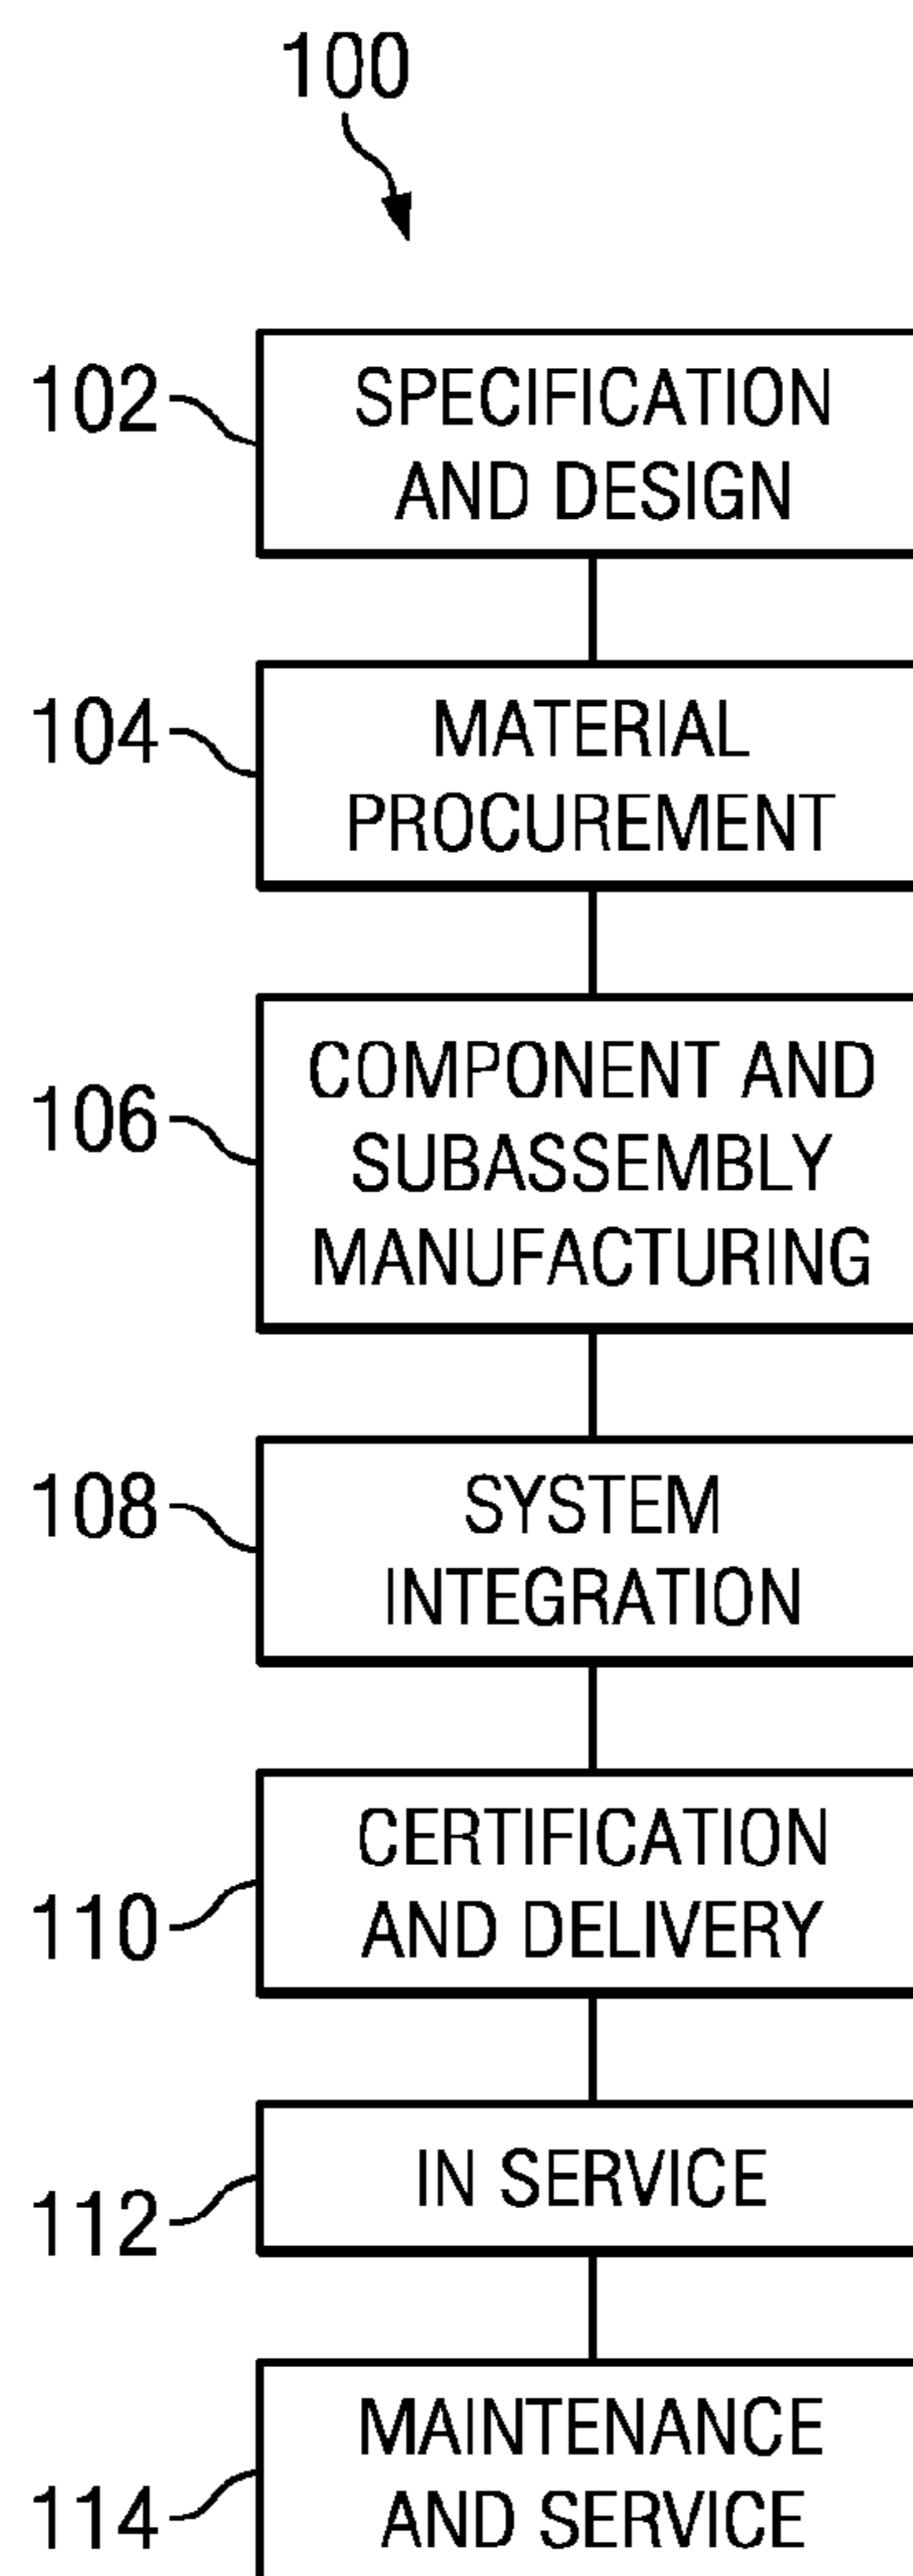 100
102
SPECIFICATION
AND DESIGN
104
MATERIAL
PROCUREMENT
106
COMPONENT AND
SUBASSEMBLY
MANUFACTURING
108
SYSTEM
INTEGRATION
110
CERTIFICATION
AND DELIVERY
112
IN SERVICE
114
MAINTENANCE
AND SERVICE